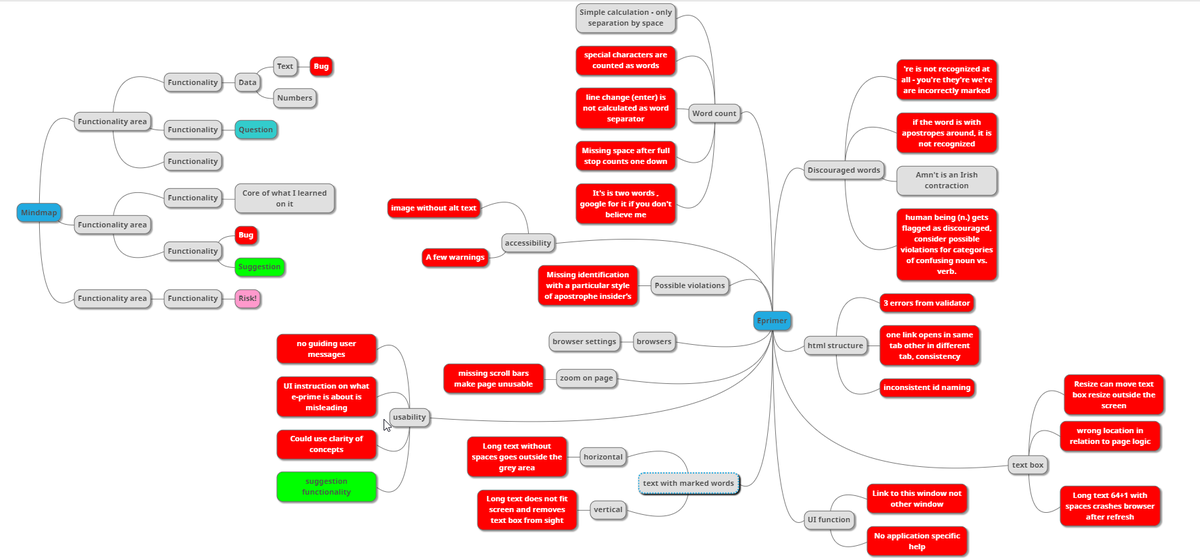 Mindmap
Functionality area
Functionality
Data
Text
Bug
Numbers
Functionality
Question
Functionality
Functionality area
Functionality
Core of what I learned
on it
Functionality
Bug
Suggestion
Functionality area
Functionality
Risk!
Eprimer
Word count
Simple calculation - only
separation by space
special characters are
counted as words
line change (enter) is
not calculated as word
separator
Missing space after full
stop counts one down
It's is two words ,
google for it if you don't
believe me
accessibility
image without alt text
A few warnings
Possible violations
Missing identification
with a particular style
of apostrophe insider's
browsers
browser settings
zoom on page
missing scroll bars
make page unusable
usability
no guiding user
messages
UI instruction on what
e-prime is about is
misleading
Could use clarity of
concepts
suggestion
functionality
text with marked words
horizontal
Long text without
spaces goes outside the
grey area
vertical
Long text does not fit
screen and removes
text box from sight
Discouraged words
're is not recognized at
all - you're they're we're
are incorrectly marked
if the word is with
apostropes around, it is
not recognized
Amn't is an Irish
contraction
human being (n.) gets
flagged as discouraged,
consider possible
violations for categories
of confusing noun vs.
verb.
html structure
3 errors from validator
one link opens in same
tab other in different
tab, consistency
inconsistent id naming
text box
Resize can move text
box resize outside the
screen
wrong location in
relation to page logic
Long text 64+1 with
spaces crashes browser
after refresh
UI function
Link to this window not
other window
No application specific
help